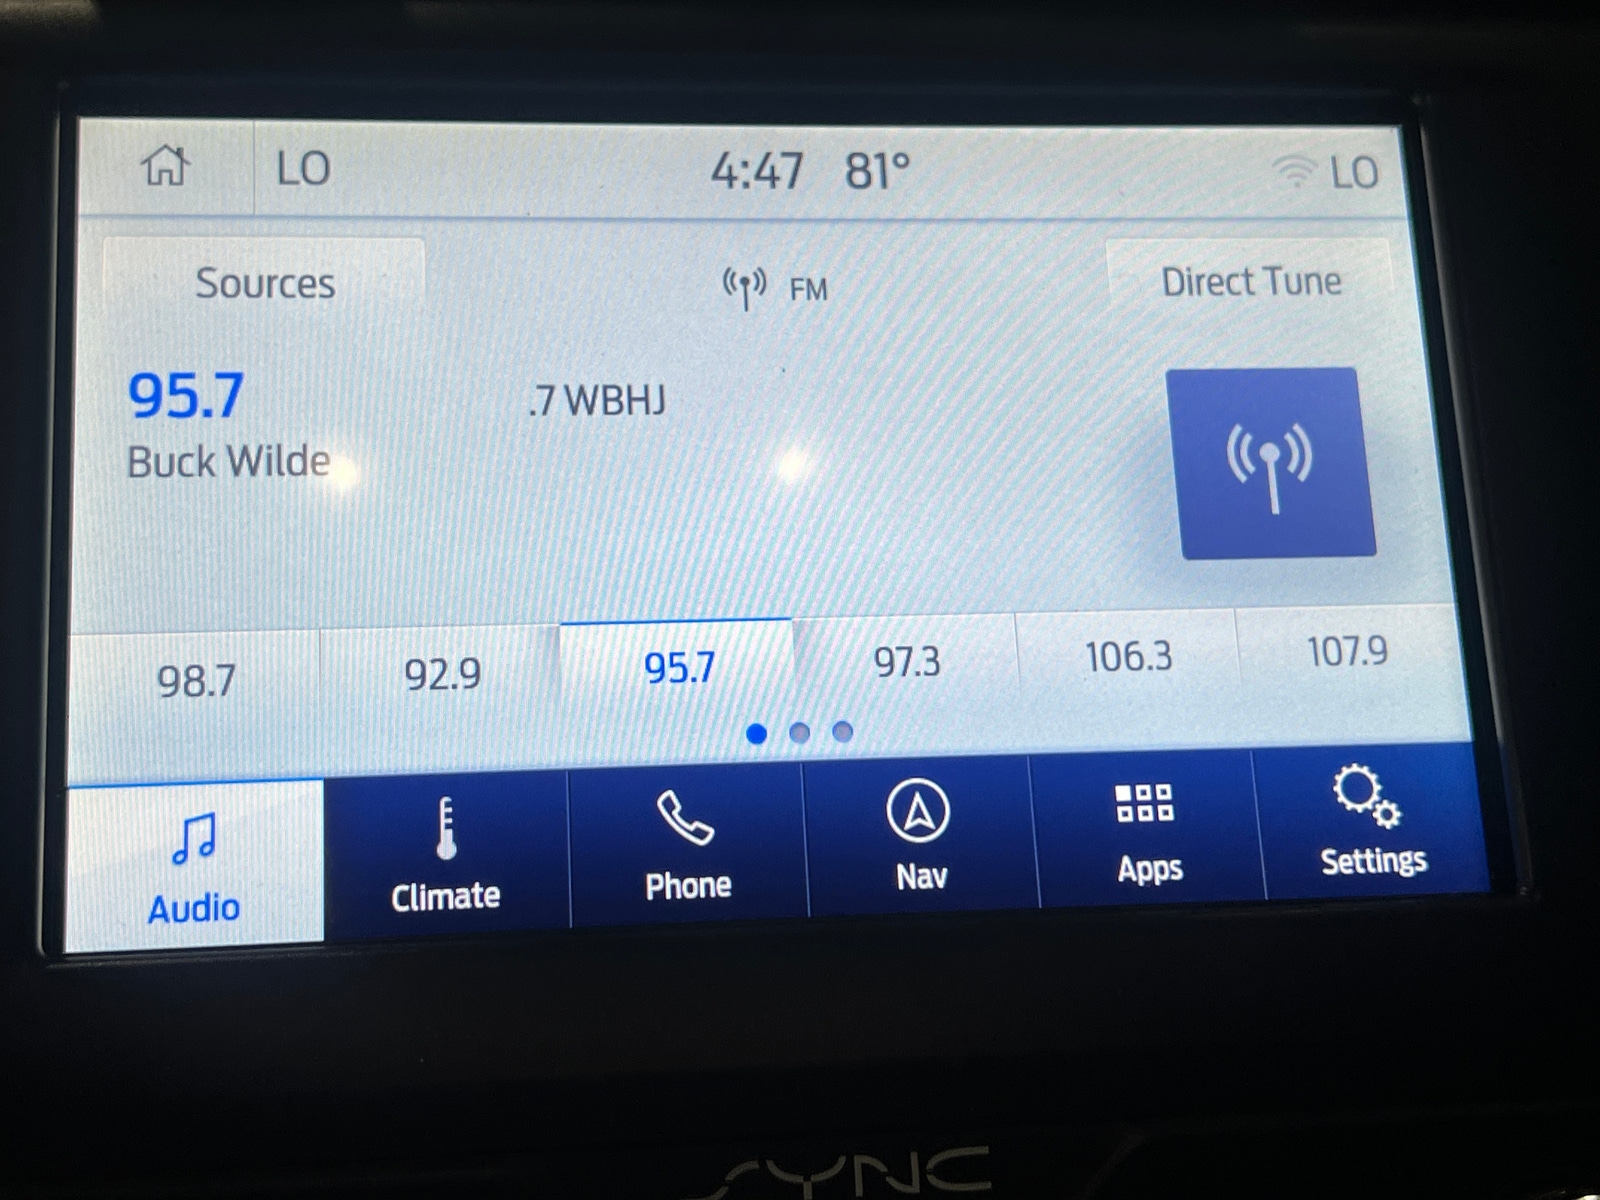 LO 4:47 81° LO
Sources FM Direct Tune
95.7 .7 WBHJ
Buck Wilde
98.7 92.9 95.7 97.3 106.3 107.9
Audio Climate Phone Nav Apps Settings
SYNC